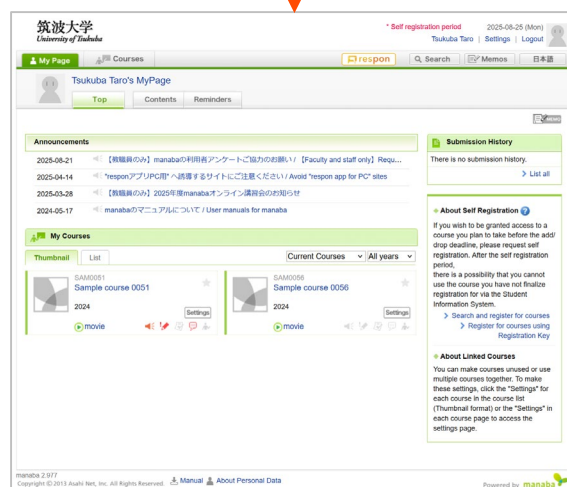 筑波大学
University of Tsukuba
* Self registration period 2025-08-25 (Mon)
Tsukuba Taro | Settings | Logout
My Page Courses respon Search Memos 日本語
Tsukuba Taro's MyPage
Top Contents Reminders
MEMO
Announcements
2025-08-21 【教職員のみ】manabaの利用者アンケートご協力のお願い / 【Faculty and staff only】Requ...
2025-04-14 "responアプリPC用" へ誘導するサイトにご注意ください / Avoid "respon app for PC" sites
2025-03-28 【教職員のみ】2025年度manabaオンライン講習会のお知らせ
2024-05-17 manabaのマニュアルについて / User manuals for manaba
My Courses
Thumbnail List Current Courses All years
SAM0051
Sample course 0051
2024
Settings
movie
SAM0056
Sample course 0056
2024
Settings
movie
Submission History
There is no submission history.
List all
About Self Registration ?
If you wish to be granted access to a
course you plan to take before the add/
drop deadline, please request self
registration. After the self registration
period,
there is a possibility that you cannot
use the course you have not finalize
registration for via the Student
Information System.
Search and register for courses
Register for courses using
Registration Key
About Linked Courses
You can make courses unused or use
multiple courses together. To make
these settings, click the "Settings" for
each course in the course list
(Thumbnail format) or the "Settings" in
each course page to access the
settings page.
manaba 2.977
Copyright © 2013 Asahi Net, Inc. All Rights Reserved. Manual About Personal Data
Powered by manaba